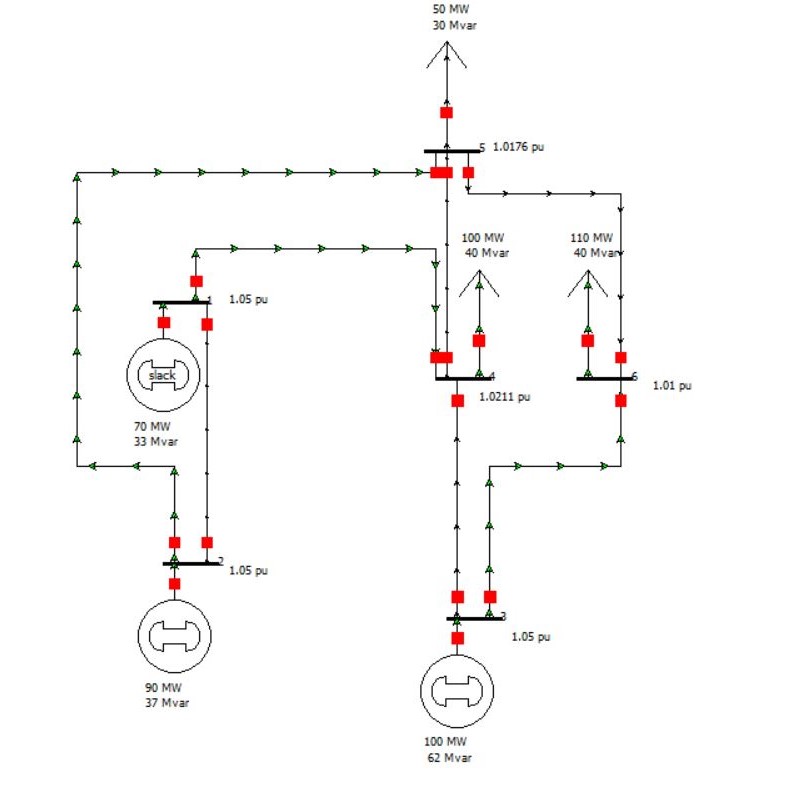 50 MW
30 Mvar
5 1.0176 pu
100 MW
40 Mvar
110 MW
40 Mvar
1 1.05 pu
slack
4
1.0211 pu
6 1.01 pu
70 MW
33 Mvar
2
1.05 pu
3
1.05 pu
90 MW
37 Mvar
100 MW
62 Mvar